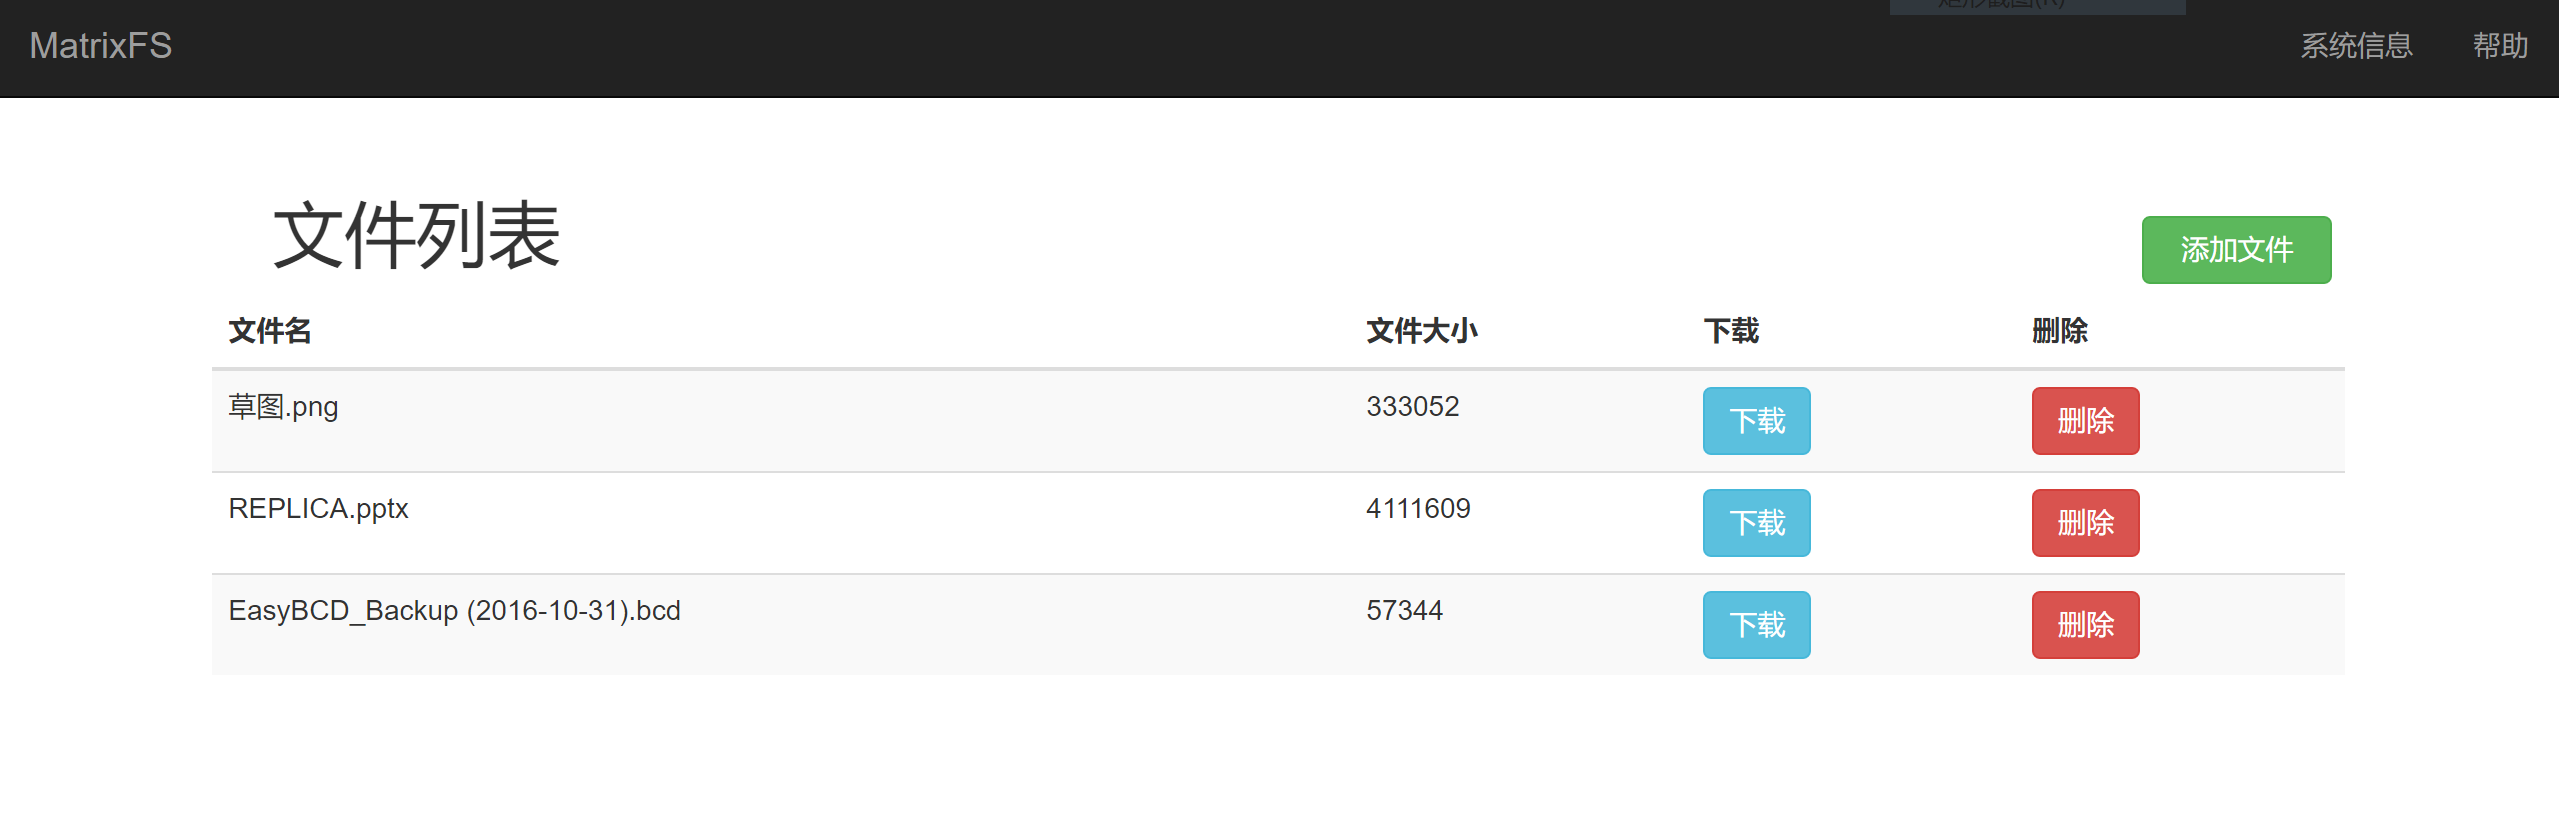 MatrixFS 系统信息 帮助
文件列表
添加文件
文件名 文件大小 下载 删除
草图.png 333052 下载 删除
REPLICA.pptx 4111609 下载 删除
EasyBCD_Backup (2016-10-31).bcd 57344 下载 删除